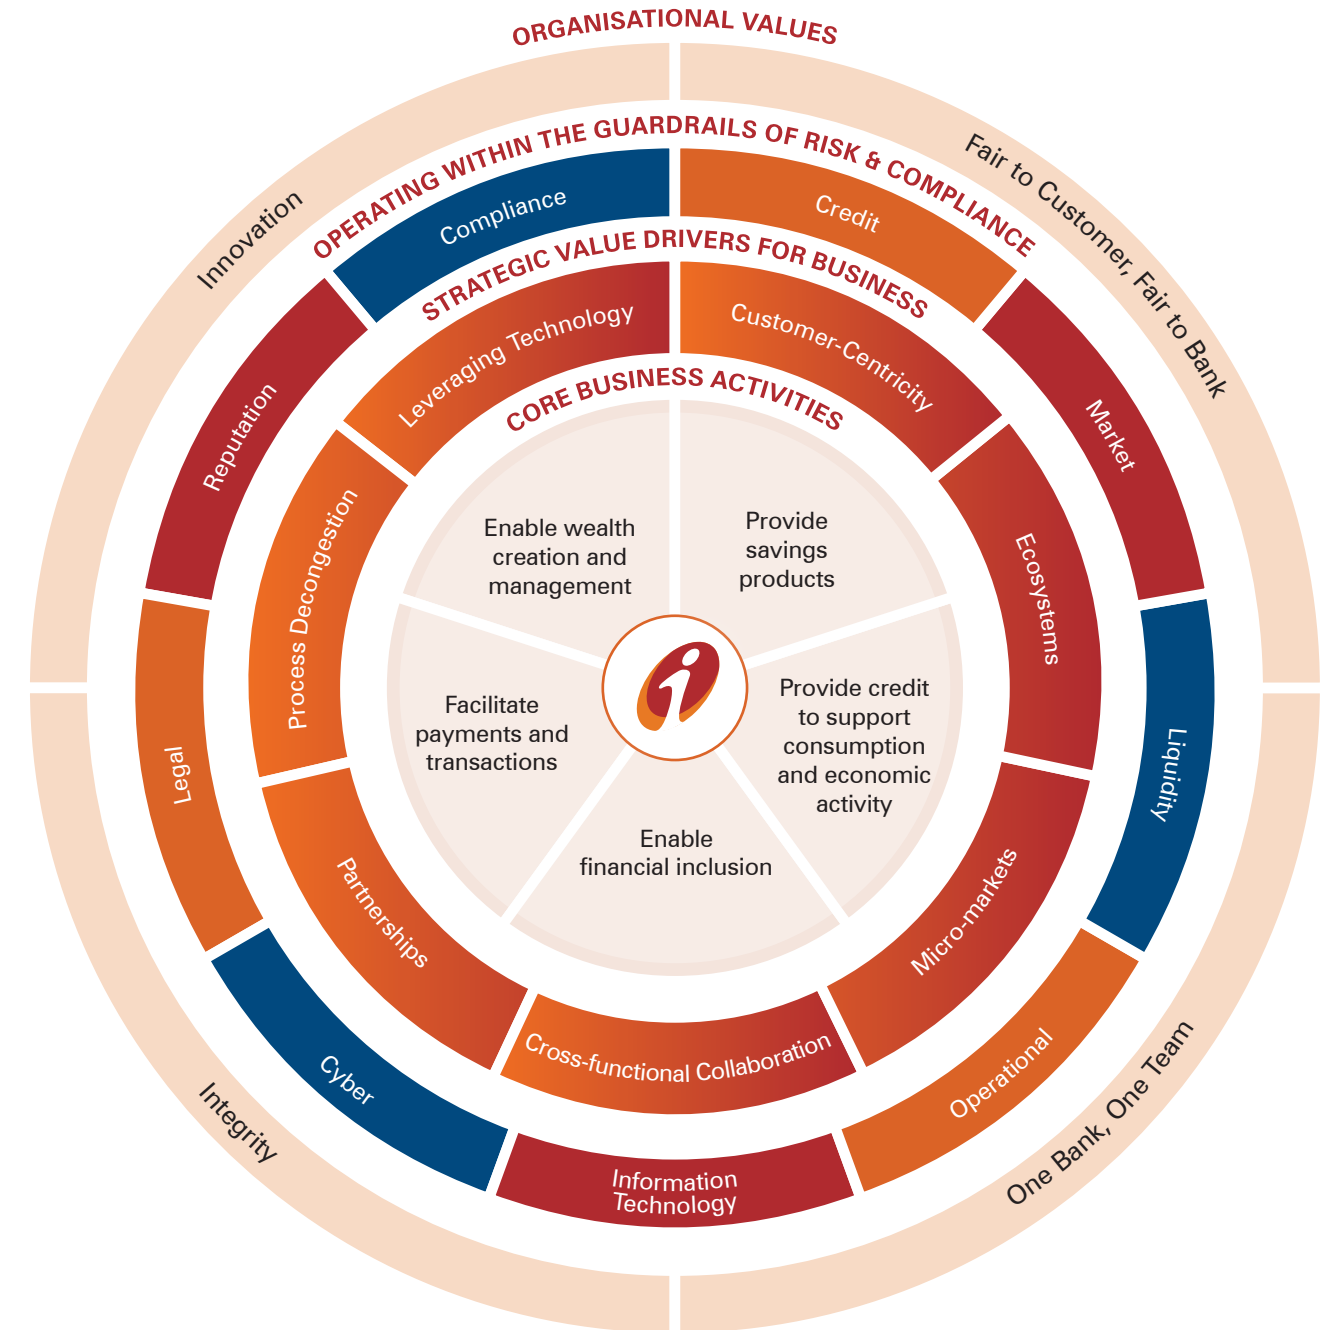 ORGANISATIONAL VALUES
Fair to Customer, Fair to Bank
One Bank, One Team
Integrity
Innovation
OPERATING WITHIN THE GUARDRAILS OF RISK & COMPLIANCE
Credit
Market
Liquidity
Operational
Information
Technology
Cyber
Legal
Reputation
Compliance
STRATEGIC VALUE DRIVERS FOR BUSINESS
Customer-Centricity
Ecosystems
Micro-markets
Cross-functional Collaboration
Partnerships
Process Decongestion
Leveraging Technology
CORE BUSINESS ACTIVITIES
Provide
savings
products
Provide credit
to support
consumption
and economic
activity
Enable
financial inclusion
Facilitate
payments and
transactions
Enable wealth
creation and
management
i